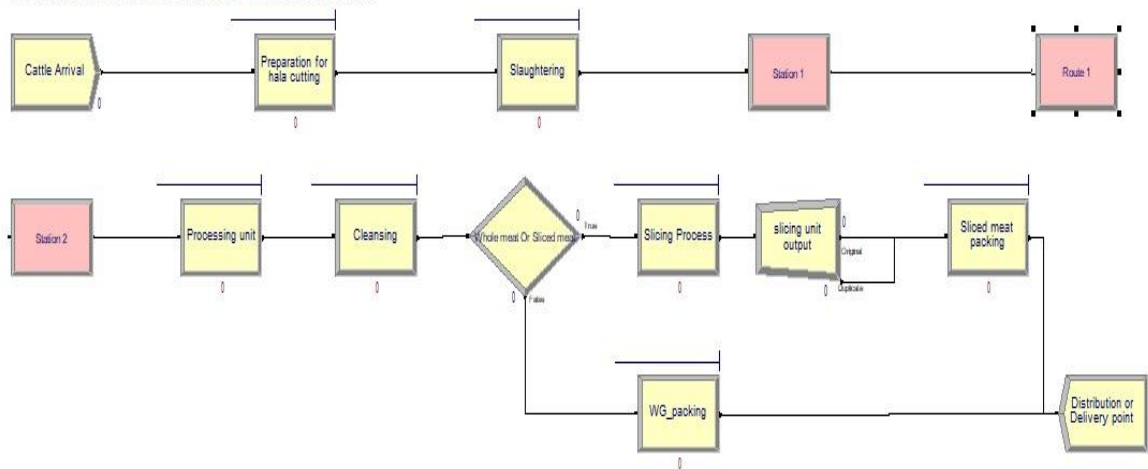 Cattle Arrival
0
Preparation for
hala cutting
0
Slaughtering
0
Station 1
Route 1
Station 2
Processing unit
0
Cleansing
0
Whole meat Or Sliced meat
0
True
0
False
Slicing Process
0
slicing unit
output
0
Original
0
Duplicate
Sliced meat
packing
0
WG_packing
0
Distribution or
Delivery point